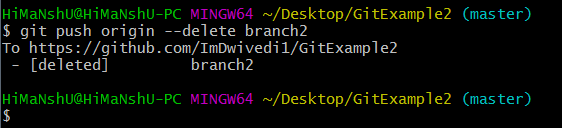 HiMaNshU@HiMaNshU-PC MINGW64 ~/Desktop/GitExample2 (master)
$ git push origin --delete branch2
To https://github.com/ImDwivedi1/GitExample2
 - [deleted]         branch2
HiMaNshU@HiMaNshU-PC MINGW64 ~/Desktop/GitExample2 (master)
$